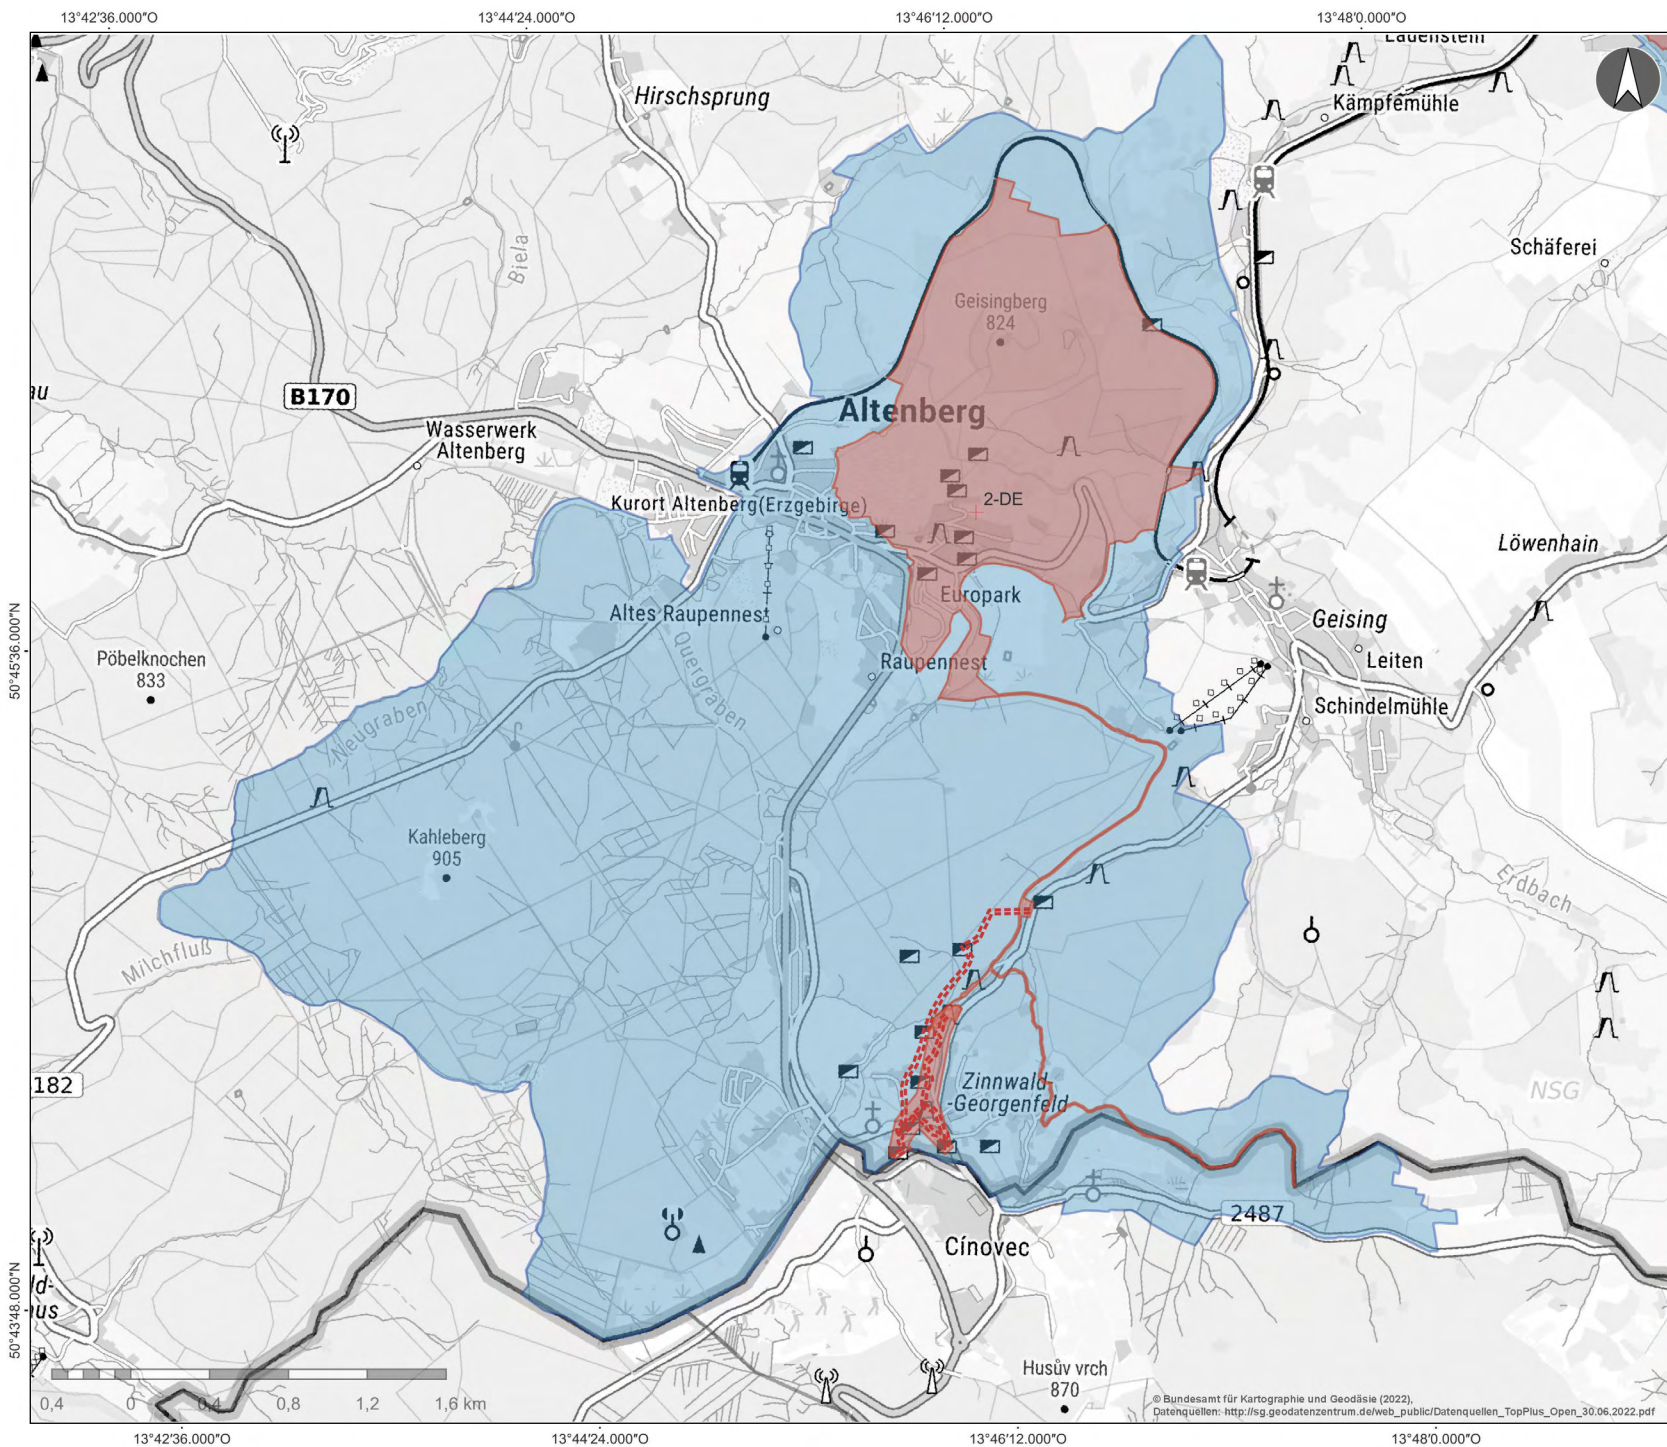 13°42'36.000"O
13°44'24.000"O
13°46'12.000"O
13°48'0.000"O
Lauenstein
Hirschsprung
Kämpfemühle
Schäferei
Biela
Geisingberg
824
B170
au
Wasserwerk
Altenberg
Altenberg
Kurort Altenberg(Erzgebirge)
2-DE
Löwenhain
Europark
Altes Raupennest
Geising
50°45'36.000"N
Pöbelknochen
833
Quergraben
Raupennest
Leiten
Neugraben
Schindelmühle
Kahleberg
905
Erdbach
Milchfluß
182
Zinnwald-
-Georgenfeld
NSG
2487
Cínovec
50°43'48.000"N
ld-
us
Husův vrch
870
0,4
0
0,4
0,8
1,2
1,6 km
© Bundesamt für Kartographie und Geodäsie (2022),
Datenquellen: http://sg.geodatenzentrum.de/web_public/Datenquellen_TopPlus_Open_30.06.2022.pdf
13°42'36.000"O
13°44'24.000"O
13°46'12.000"O
13°48'0.000"O